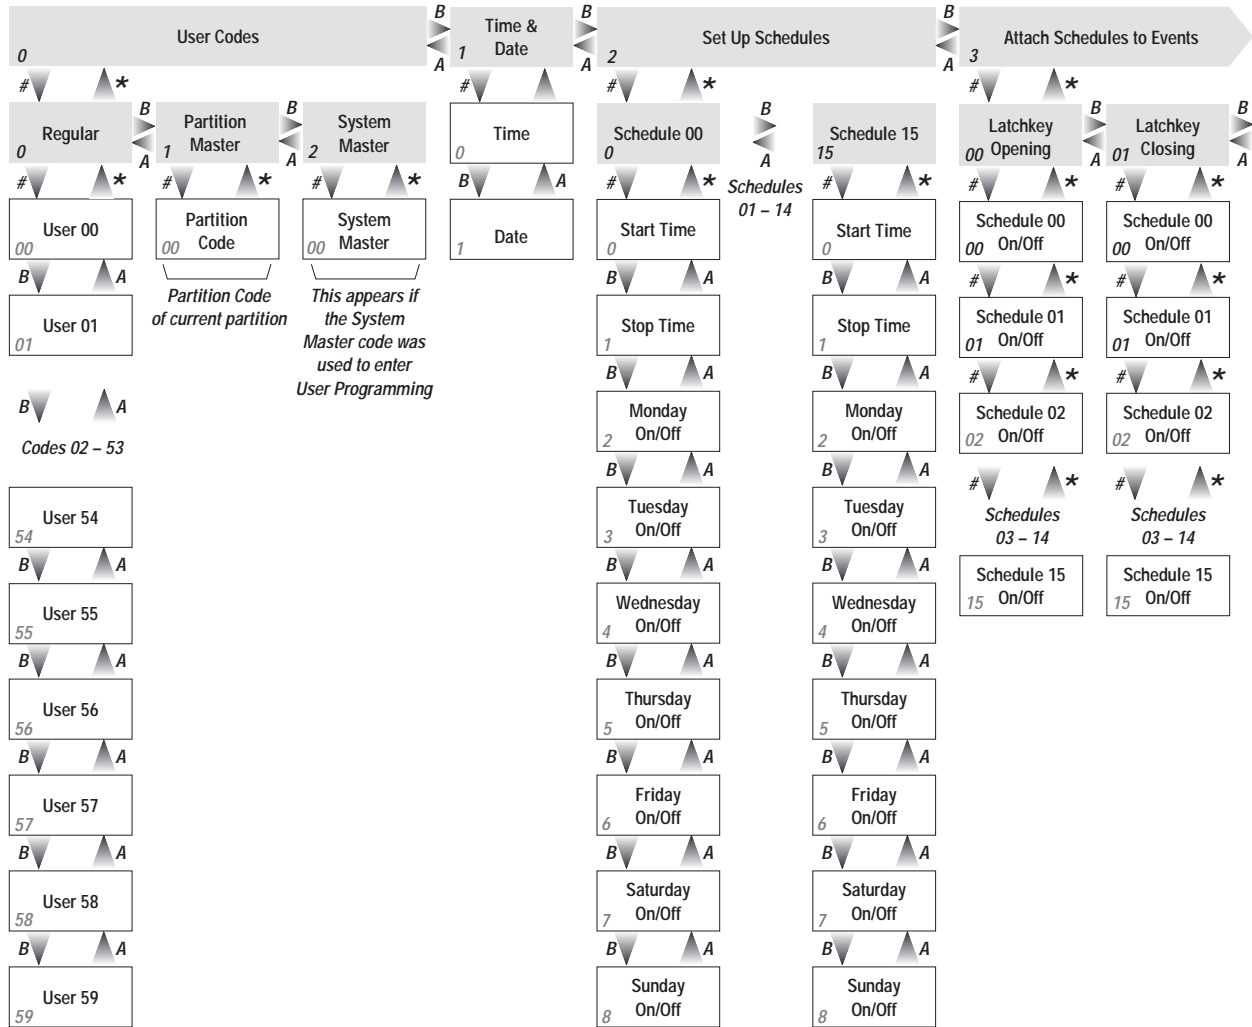 B B B
User Codes Time & Date Set Up Schedules Attach Schedules to Events
0 1 2 3
A A A
# * # # * # *
B B B B B
Regular Partition Master System Master Time Schedule 00 Schedule 15 Latchkey Opening Latchkey Closing
0 1 2 0 0 15 00 01
A A A A A
# * # * # * B A # * Schedules 01 – 14 # * # * # *
User 00
00
Partition Code
00
System Master
00
Date
1
Start Time
0
Start Time
0
Schedule 00 On/Off
00
Schedule 00 On/Off
00
Partition Code
of current partition
This appears if
the System
Master code was
used to enter
User Programming
B A B A B A # * # *
User 01
01
Stop Time
1
Stop Time
1
Schedule 01 On/Off
01
Schedule 01 On/Off
01
B A B A # * # *
B A
Codes 02 – 53
Monday On/Off
2
Monday On/Off
2
Schedule 02 On/Off
02
Schedule 02 On/Off
02
B A B A # * # *
User 54
54
Tuesday On/Off
3
Tuesday On/Off
3
Schedules
03 – 14
Schedules
03 – 14
B A B A B A
User 55
55
Wednesday On/Off
4
Wednesday On/Off
4
Schedule 15 On/Off
15
Schedule 15 On/Off
15
B A B A B A
User 56
56
Thursday On/Off
5
Thursday On/Off
5
B A B A B A
User 57
57
Friday On/Off
6
Friday On/Off
6
B A B A B A
User 58
58
Saturday On/Off
7
Saturday On/Off
7
B A B A B A
User 59
59
Sunday On/Off
8
Sunday On/Off
8